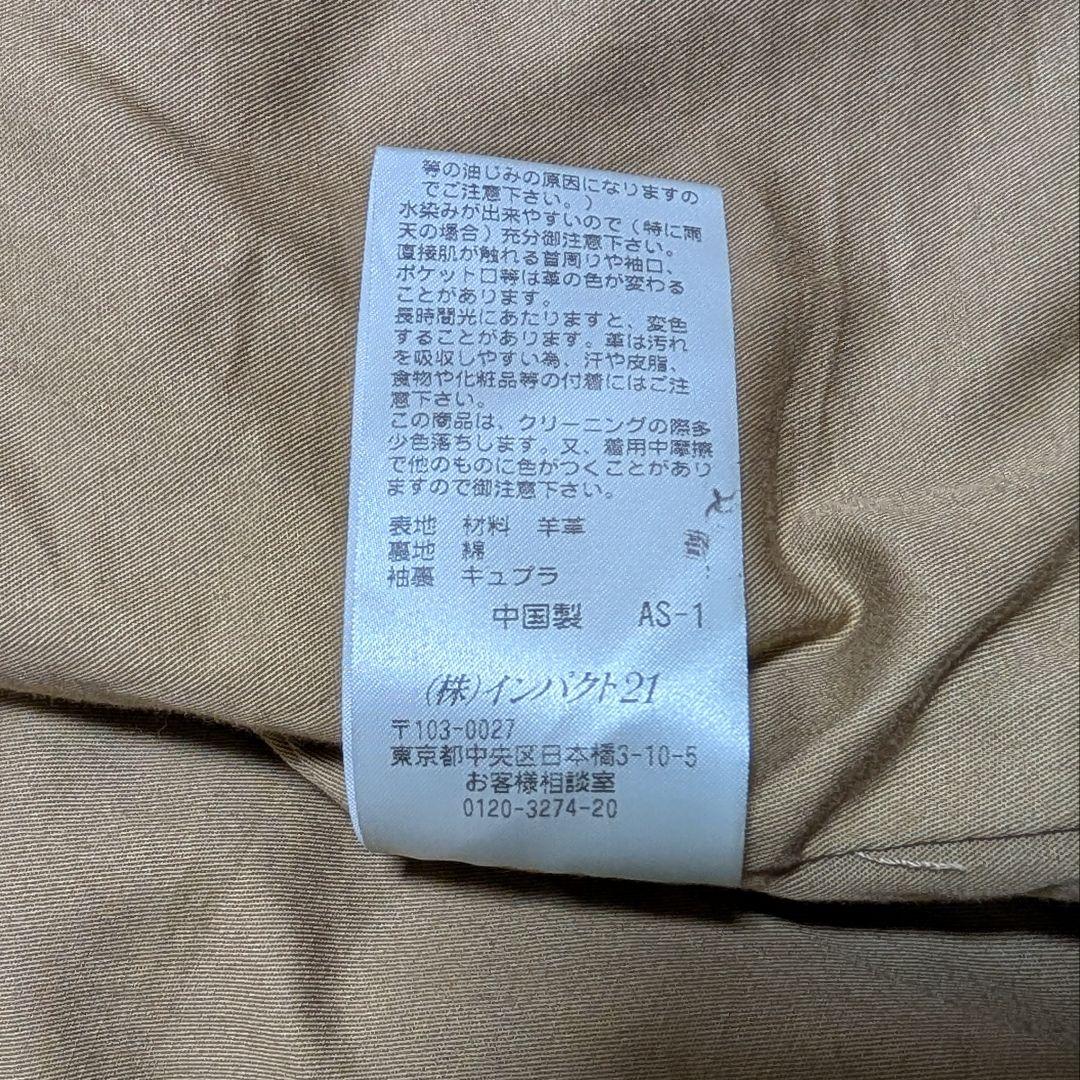 等の油じみの原因になりますの
でご注意下さい。)
水染みが出来やすいので(特に雨
天の場合)充分御注意下さい。
直接肌が触れる首周りや袖口、
ポケット口等は革の色が変わる
ことがあります。
長時間光にあたりますと、変色
することがあります。革は汚れ
を吸収しやすい為、汗や皮脂、
食物や化粧品等の付着にはご注
意下さい。
この商品は、クリーニングの際多
少色落ちします。又、着用中摩擦
で他のものに色がつくことがあり
ますので御注意下さい。
表地 材料 羊革
裏地 綿
袖裏 キュプラ
中国製 AS-1
(株)インパクト21
〒103-0027
東京都中央区日本橋3-10-5
お客様相談室
0120-3274-20